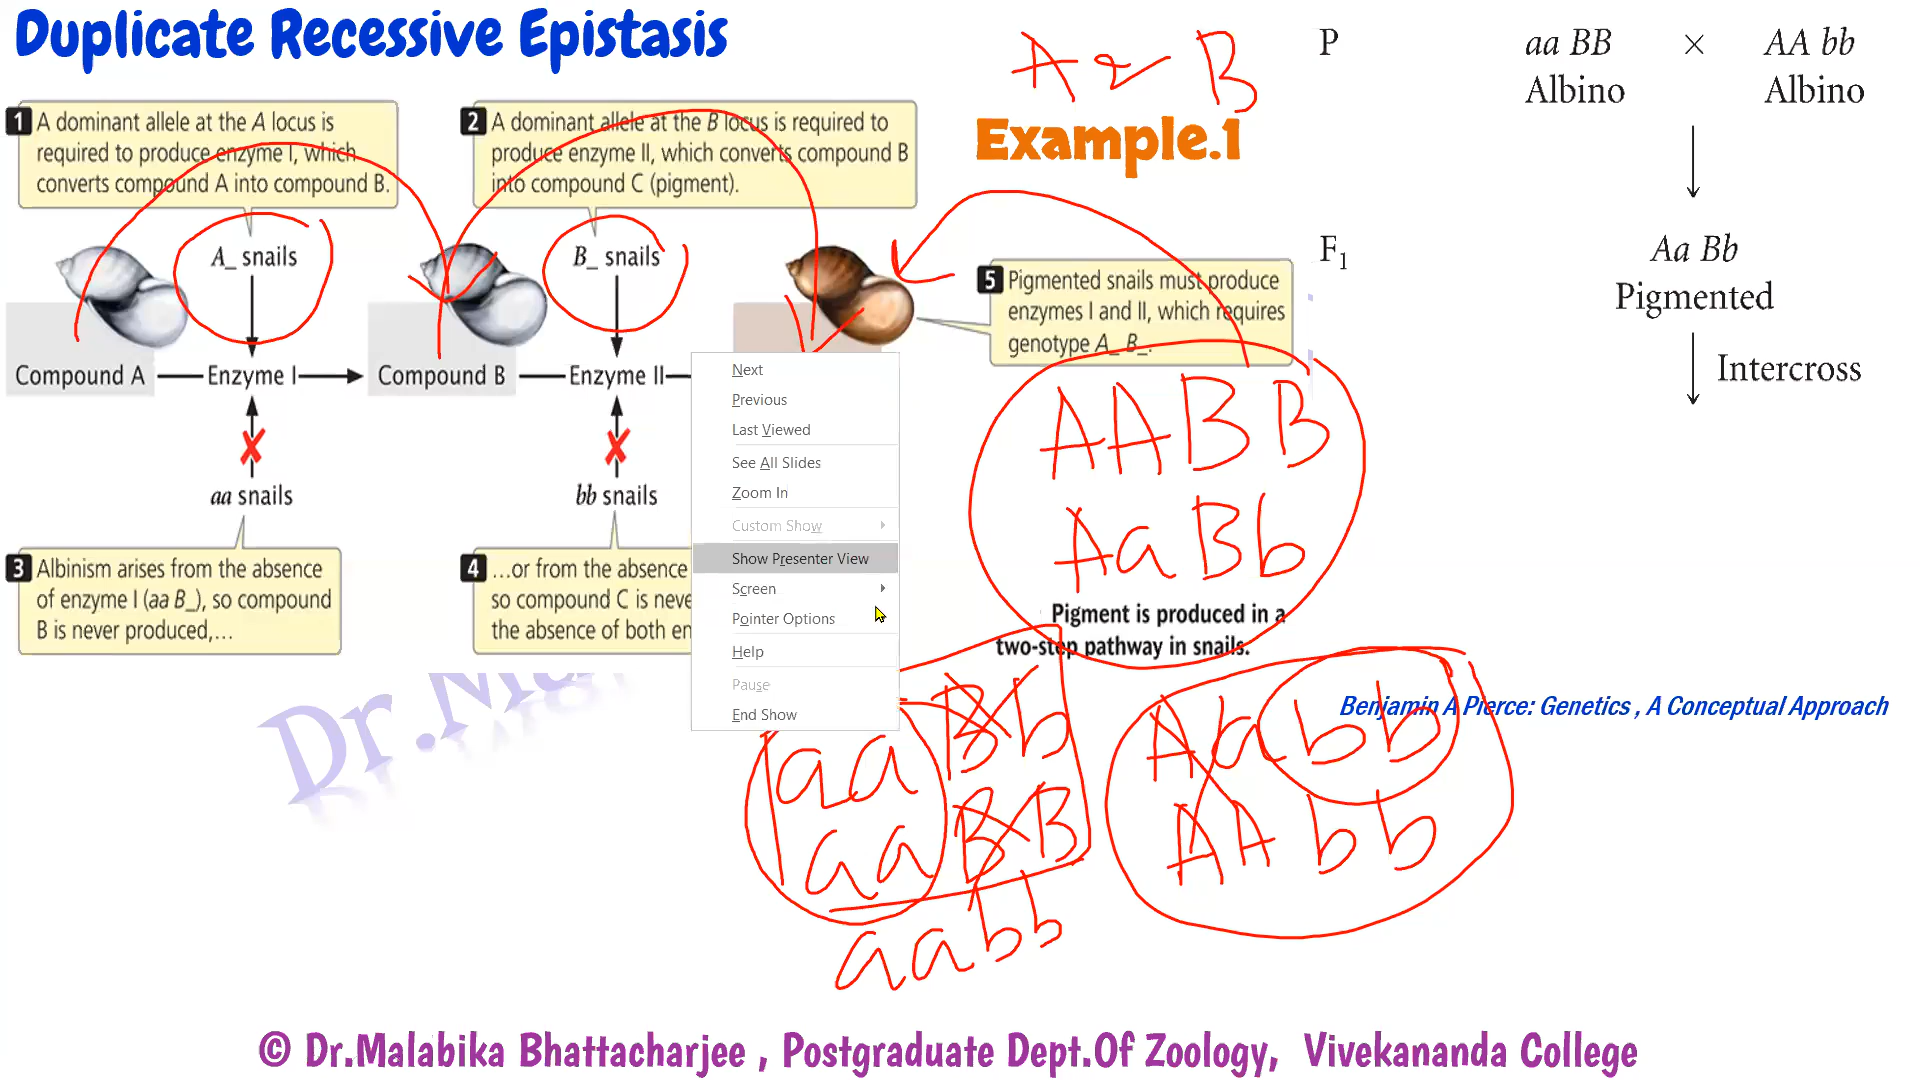 Duplicate Recessive Epistasis
A ~ B
Example.1
P
aa BB × AA bb
Albino Albino
1 A dominant allele at the A locus is
required to produce enzyme I, which
converts compound A into compound B.
2 A dominant allele at the B locus is required to
produce enzyme II, which converts compound B
into compound C (pigment).
A_ snails
B_ snails
5 Pigmented snails must produce
enzymes I and II, which requires
genotype A_ B_.
F1
Aa Bb
Pigmented
Intercross
Compound A
Enzyme I
Compound B
Enzyme II
aa snails
bb snails
3 Albinism arises from the absence
of enzyme I (aa B_), so compound
B is never produced,…
4 …or from the absence
so compound C is neve
the absence of both en
Next
Previous
Last Viewed
See All Slides
Zoom In
Custom Show
Show Presenter View
Screen
Pointer Options
Help
Pause
End Show
AABB
AaBb
Pigment is produced in a
two-step pathway in snails.
Benjamin A Pierce: Genetics , A Conceptual Approach
aaBb
aaBB
aabb
Aabb
AAbb
© Dr.Malabika Bhattacharjee , Postgraduate Dept.Of Zoology, Vivekananda College